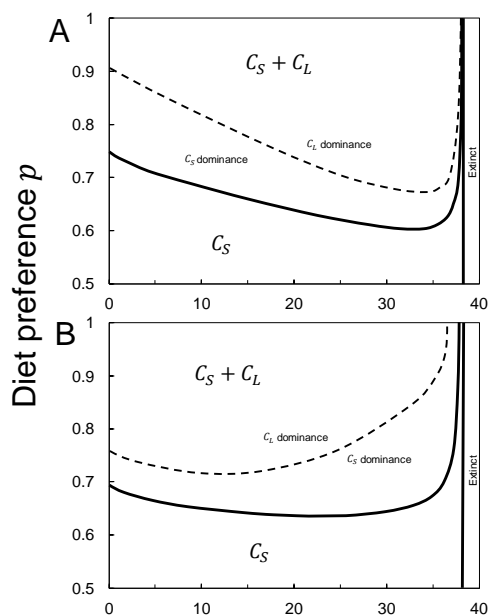 Diet preference p
A
1
0.9
0.8
0.7
0.6
0.5
C_S + C_L
C_L dominance
C_S dominance
C_S
Extinct
0 10 20 30 40
B
1
0.9
0.8
0.7
0.6
0.5
C_S + C_L
C_L dominance
C_S dominance
C_S
Extinct
0 10 20 30 40